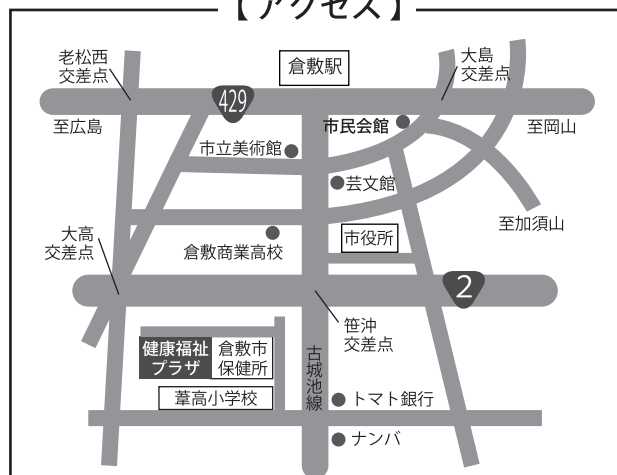 【アクセス】
老松西
交差点
倉敷駅
大島
交差点
429
至広島
市民会館
至岡山
市立美術館
芸文館
至加須山
大高
交差点
倉敷商業高校
市役所
2
笹沖
交差点
健康福祉
プラザ
倉敷市
保健所
古城池線
葦高小学校
トマト銀行
ナンバ